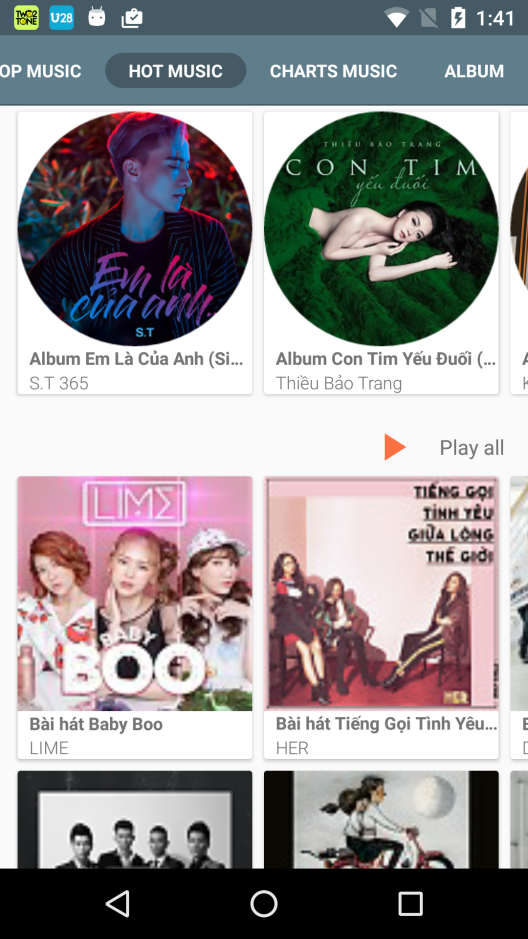 TWO2
TONE
U28
1:41
OP MUSIC
HOT MUSIC
CHARTS MUSIC
ALBUM
Em là
của anh.
S.T
THIỀU BẢO TRANG
CON TIM
yếu đuối
Album Em Là Của Anh (Si...
S.T 365
Album Con Tim Yếu Đuối (...
Thiều Bảo Trang
Play all
LIME
BABY
BOO
TIẾNG GỌI
TÌNH YÊU
GIỮA LÒNG
THẾ GIỚI
HER
Bài hát Baby Boo
LIME
Bài hát Tiếng Gọi Tình Yêu...
HER